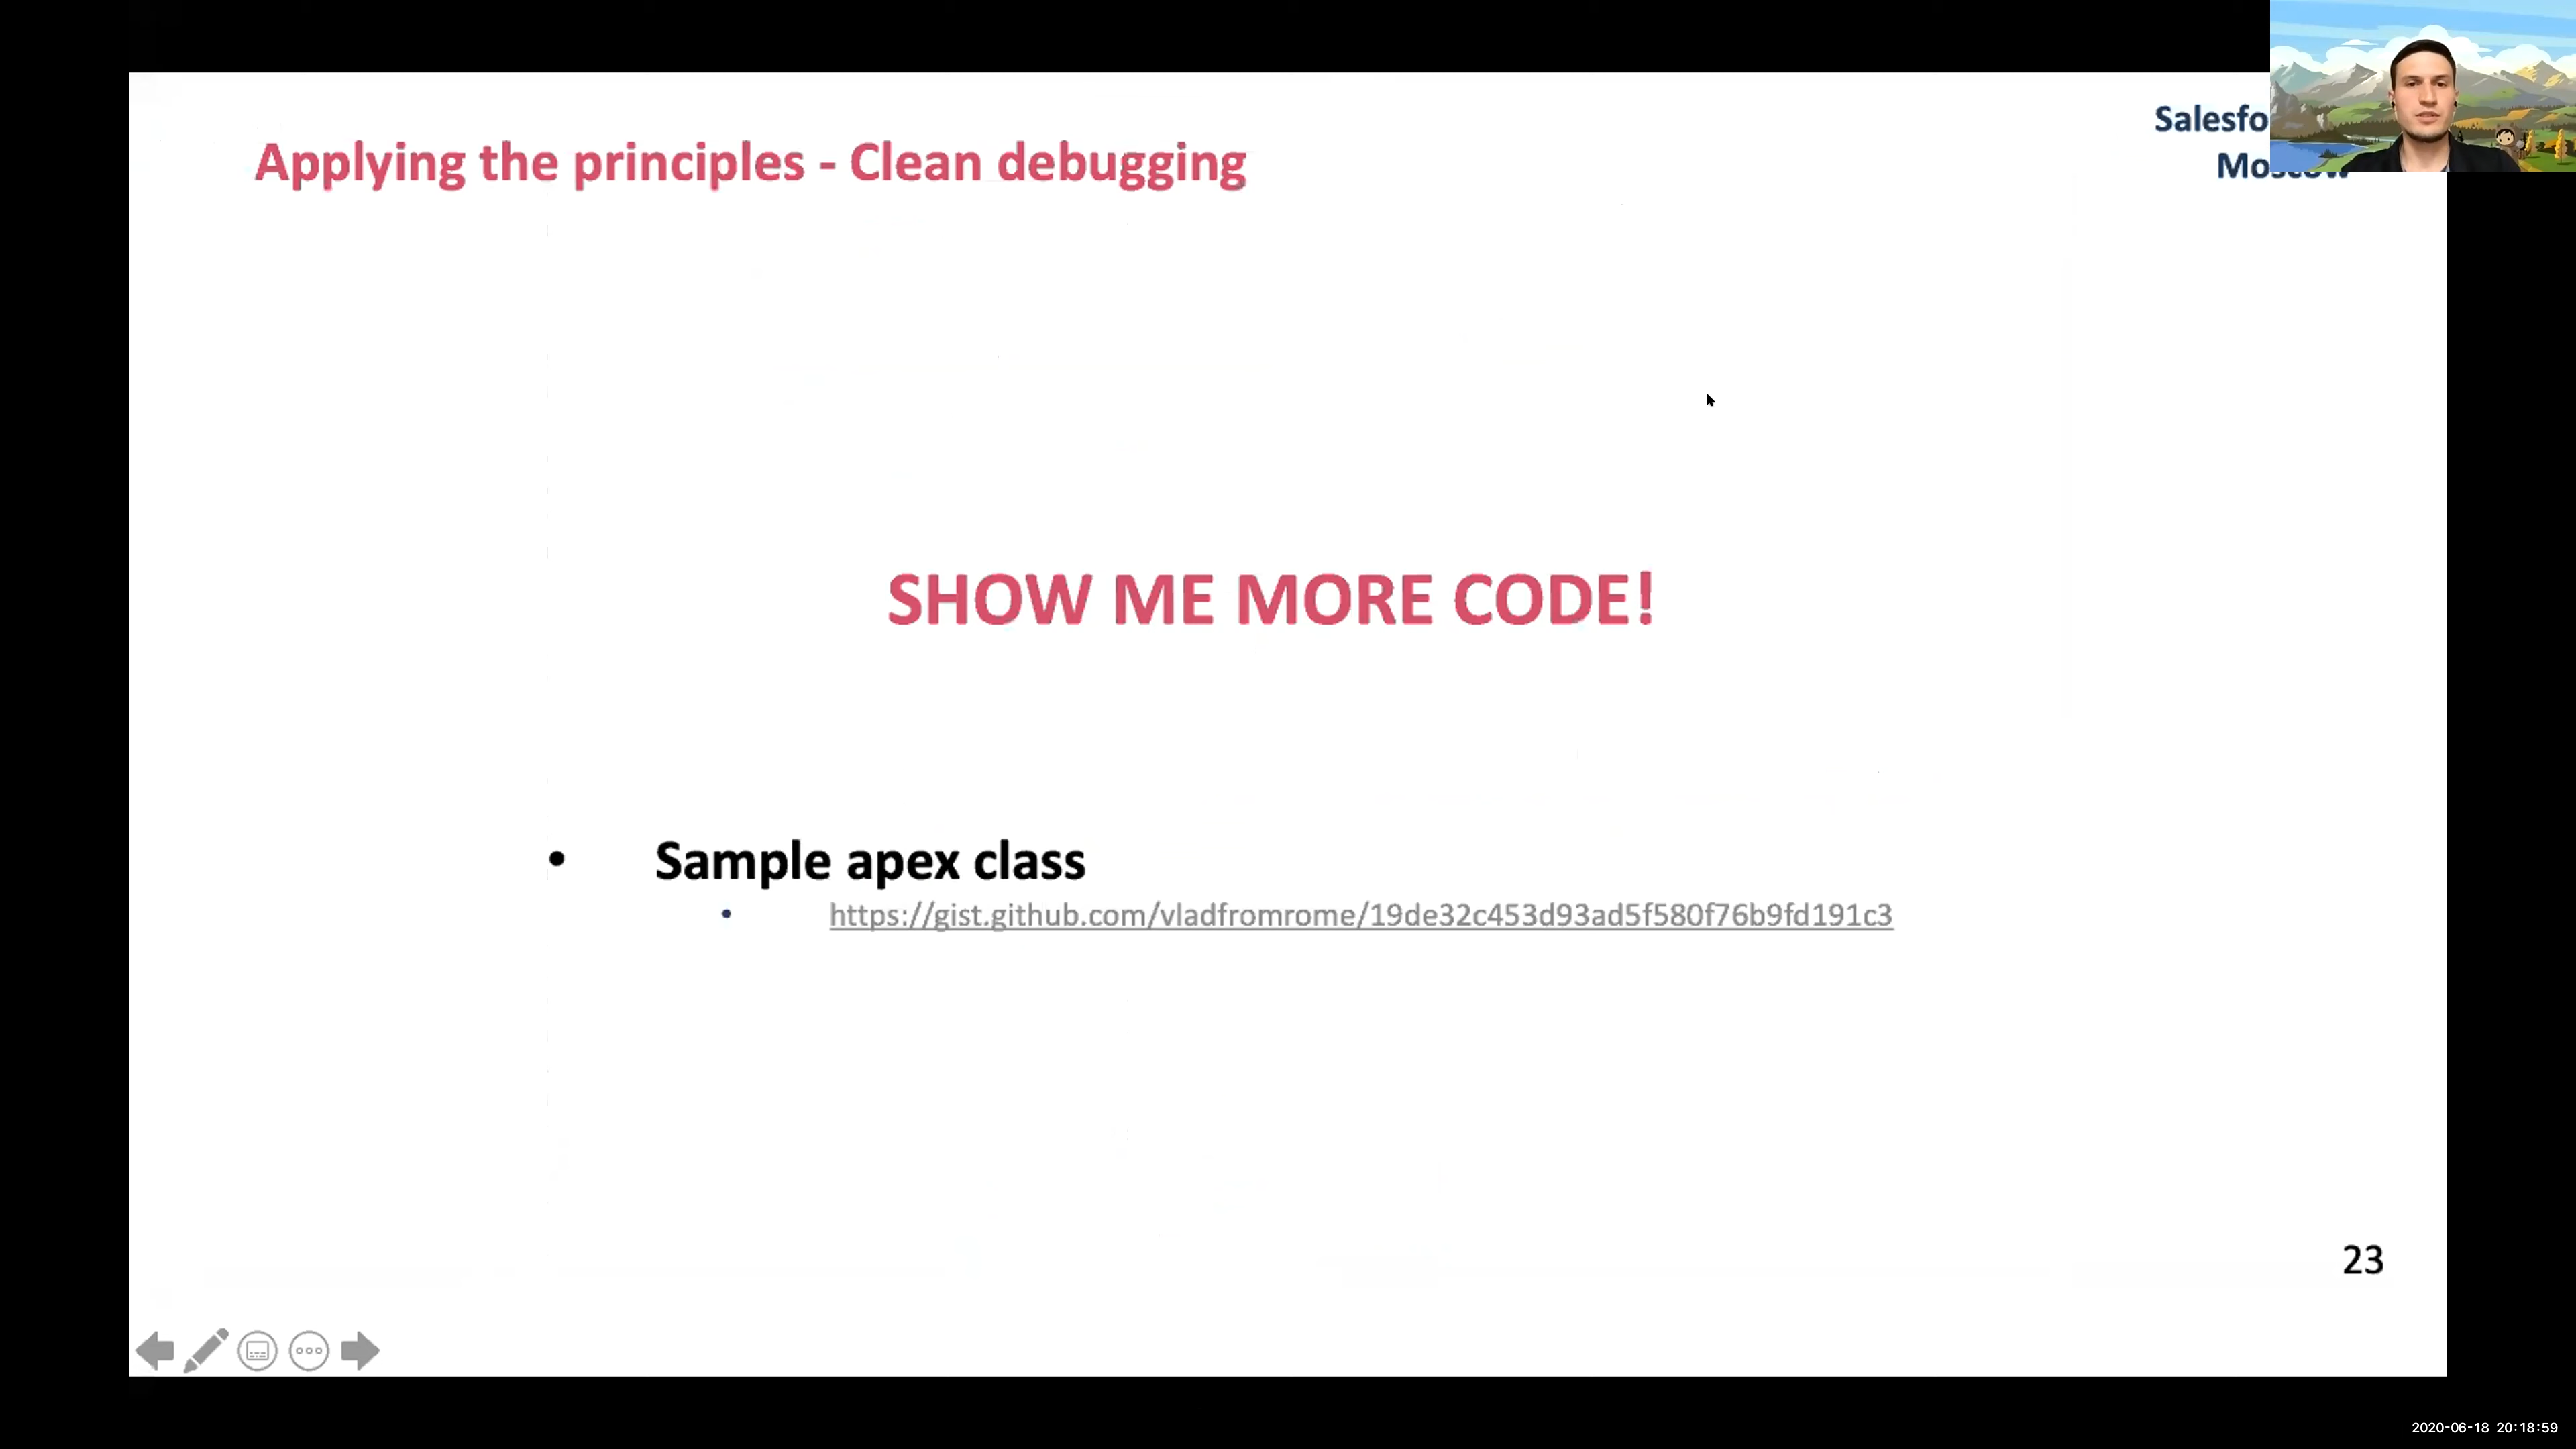 Applying the principles - Clean debugging
Salesfo
Moscow
SHOW ME MORE CODE!
• Sample apex class
• https://gist.github.com/vladfromrome/19de32c453d93ad5f580f76b9fd191c3
23
2020-06-18 20:18:59